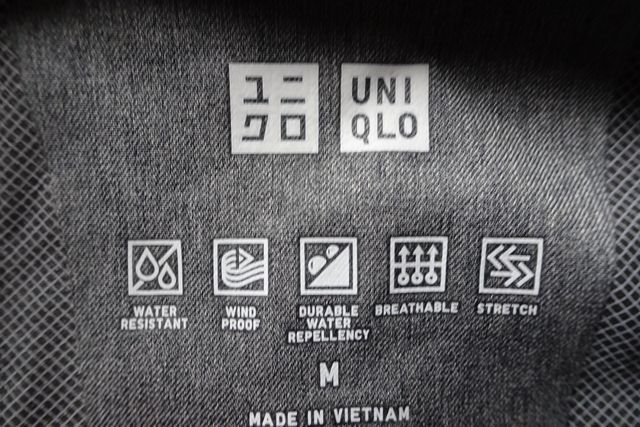 ユニ UNI
クロ QLO
WATER RESISTANT
WIND PROOF
DURABLE WATER REPELLENCY
BREATHABLE
STRETCH
M
MADE IN VIETNAM